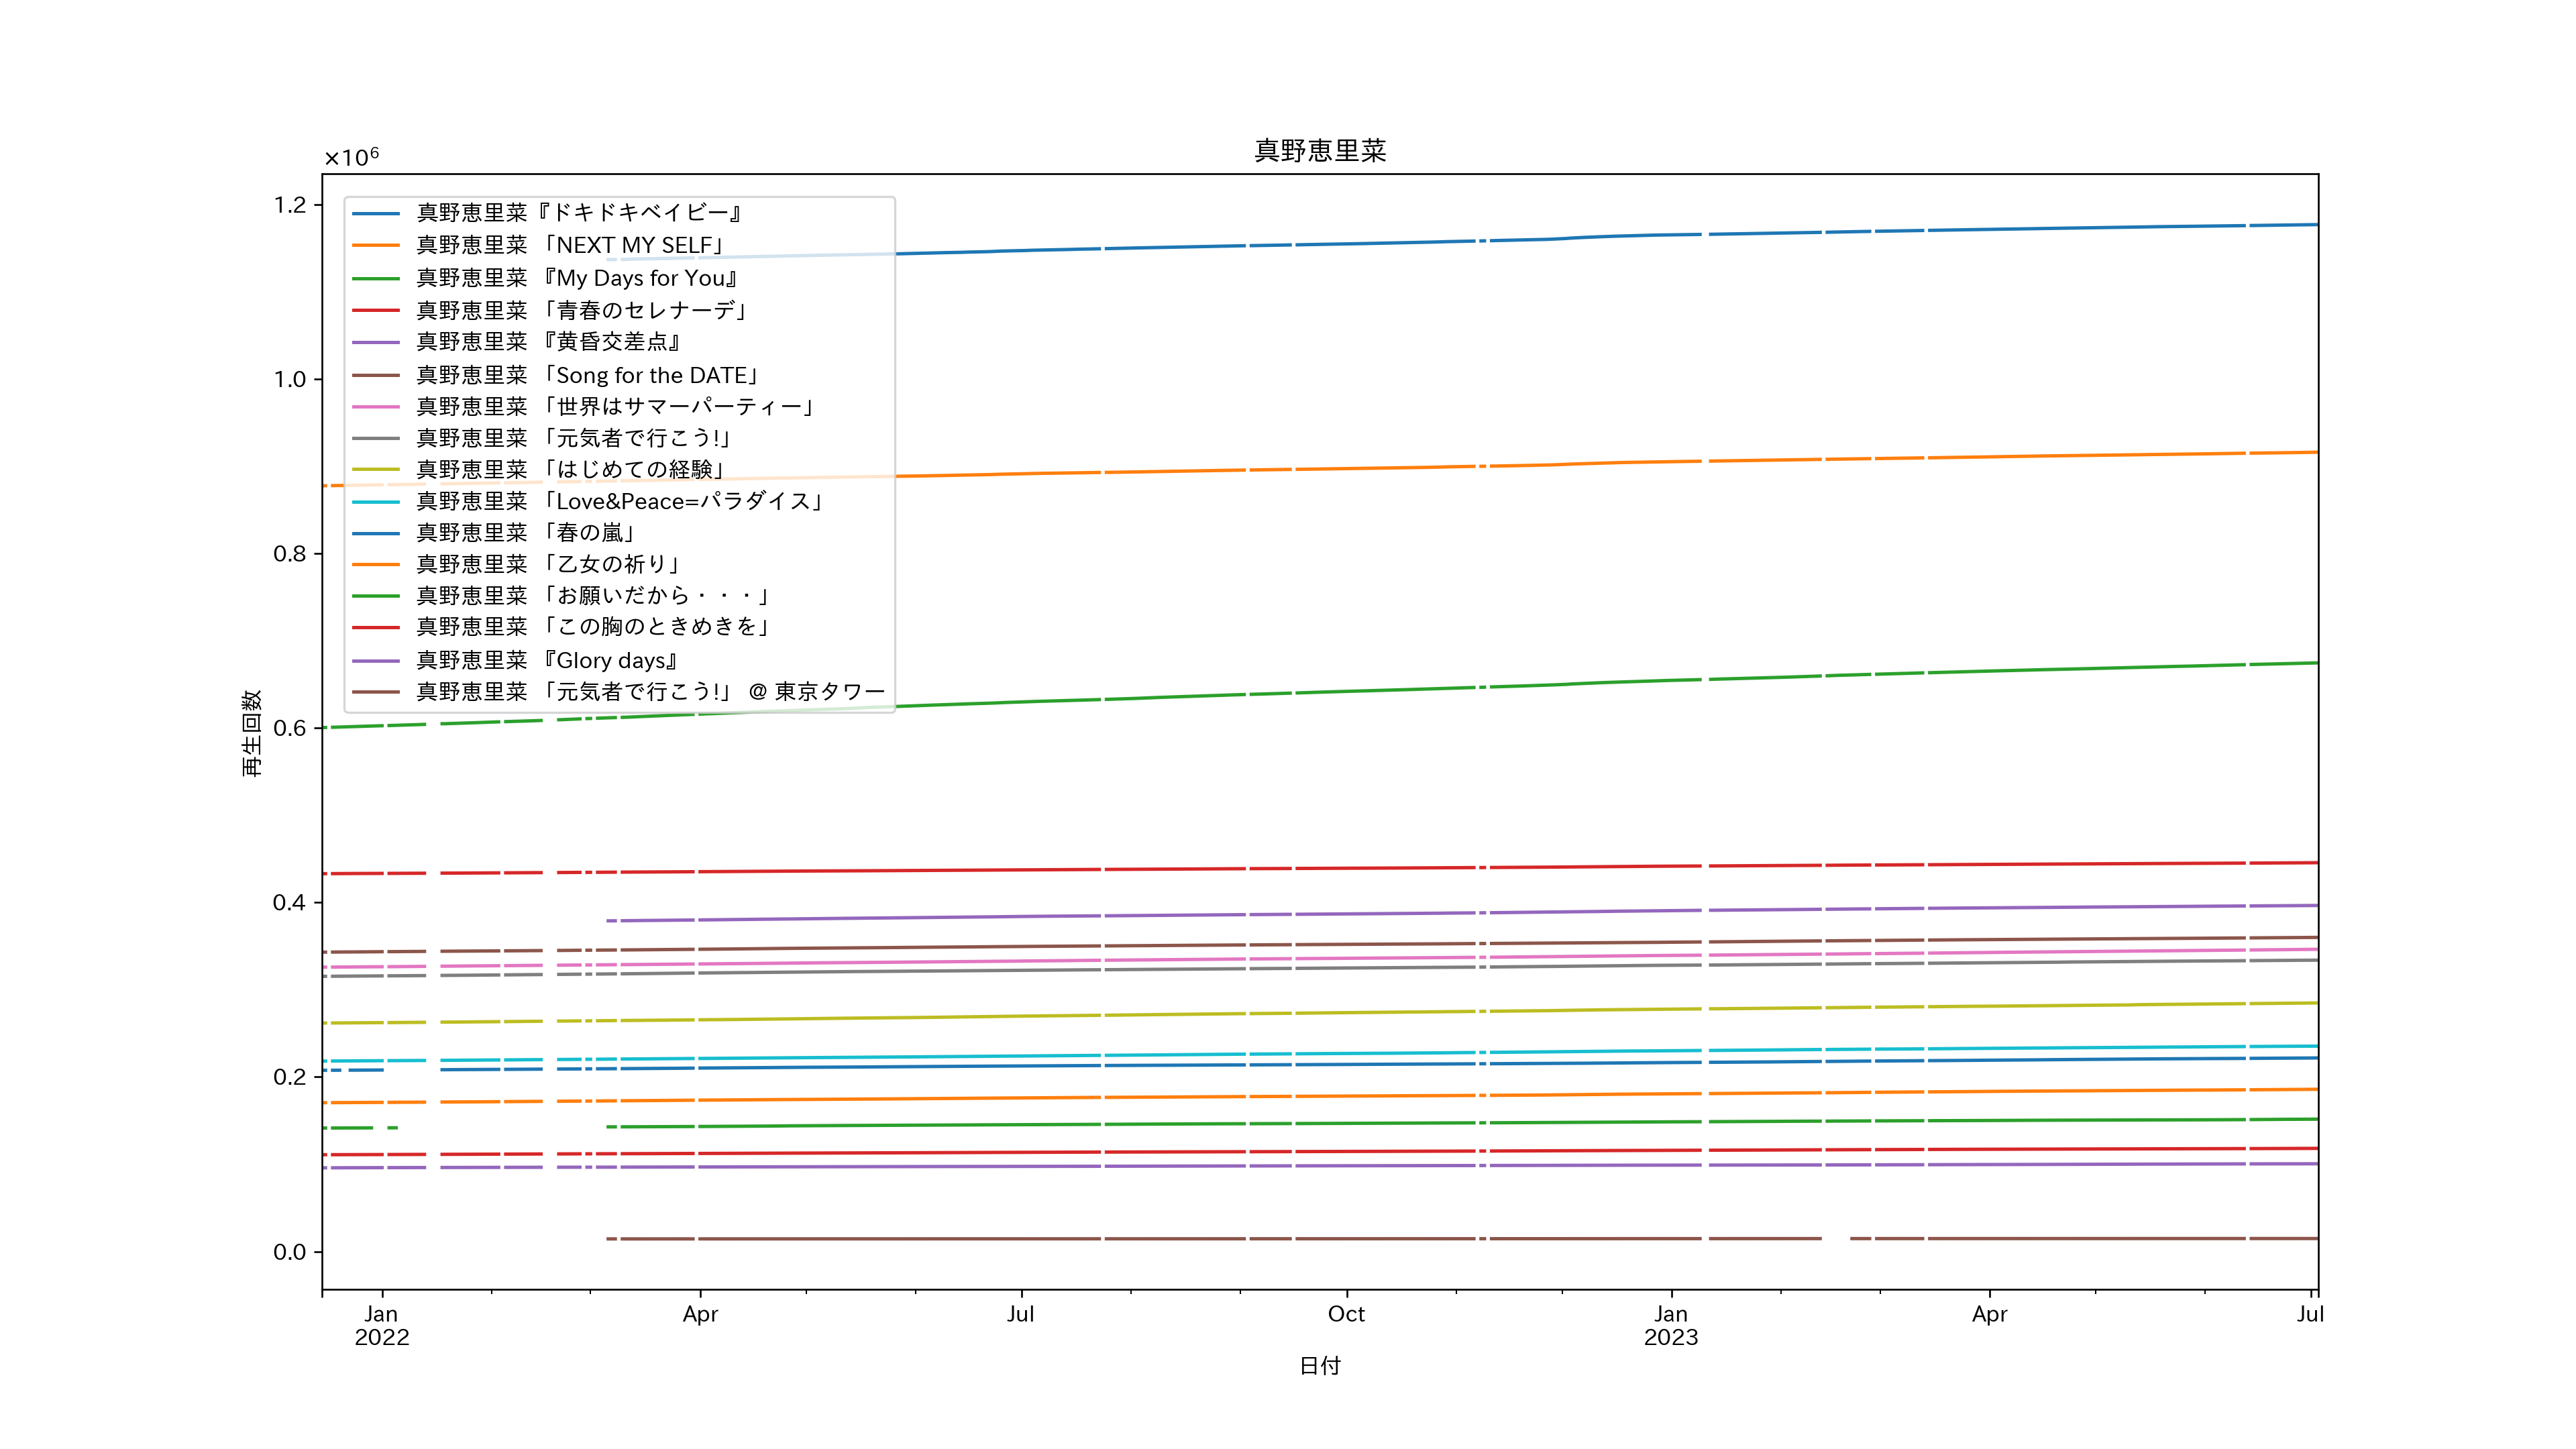 真野恵里菜
×10⁶
1.2
1.0
0.8
0.6
0.4
0.2
0.0
再生回数
真野恵里菜『ドキドキベイビー』
真野恵里菜 「NEXT MY SELF」
真野恵里菜 『My Days for You』
真野恵里菜 「青春のセレナーデ」
真野恵里菜 『黄昏交差点』
真野恵里菜 「Song for the DATE」
真野恵里菜 「世界はサマーパーティー」
真野恵里菜 「元気者で行こう!」
真野恵里菜 「はじめての経験」
真野恵里菜 「Love&Peace=パラダイス」
真野恵里菜 「春の嵐」
真野恵里菜 「乙女の祈り」
真野恵里菜 「お願いだから・・・」
真野恵里菜 「この胸のときめきを」
真野恵里菜 『Glory days』
真野恵里菜 「元気者で行こう!」 @ 東京タワー
Jan Apr Jul Oct Jan Apr Jul
2022 2023
日付